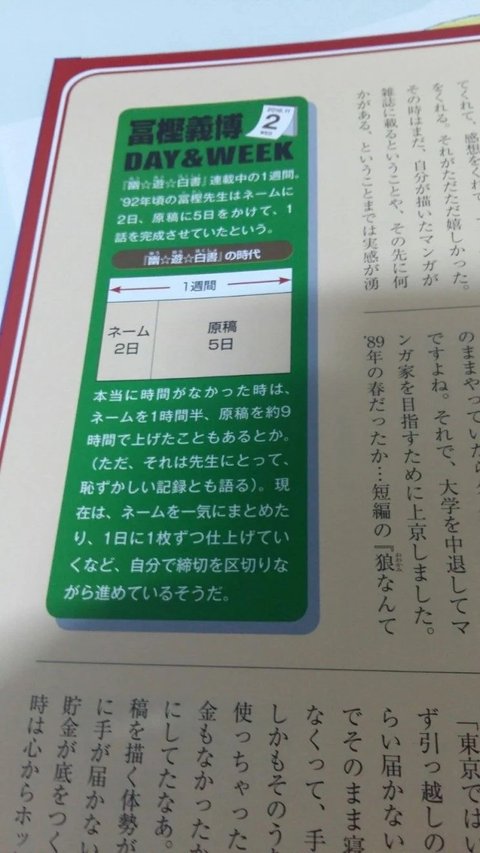 冨樫義博
DAY&WEEK
2
『幽☆遊☆白書』連載中の1週間。
'92年頃の冨樫先生はネームに
2日、原稿に5日をかけて、1
話を完成させていたという。
『幽☆遊☆白書』の時代
1週間
ネーム
2日
原稿
5日
本当に時間がなかった時は、
ネームを1時間半、原稿を約9
時間で上げたこともあるとか。
(ただ、それは先生にとって、
恥ずかしい記録とも語る)。現
在は、ネームを一気にまとめた
り、1日に1枚ずつ仕上げてい
くなど、自分で締切を区切りな
がら進めているそうだ。
てくれて、感想をくれて
をくれる。それがただただ嬉しかった。
その時はまだ、自分が描いたマンガが
雑誌に載るということや、その先に何
かがある、ということまでは実感が湧
のままやっていたら
ですよね。それで、大学を中退してマ
ンガ家を目指すために上京しました。
'89年の春だったか…短編の『狼なんて
「東京では
ず引っ越しの
らい届かない
でそのまま寝
なくって、手
しかもそのう
使っちゃった
金もなかったか
にしてたなあ。
稿を描く体勢が
に手が届かない
貯金が底をつく
時は心からホッ